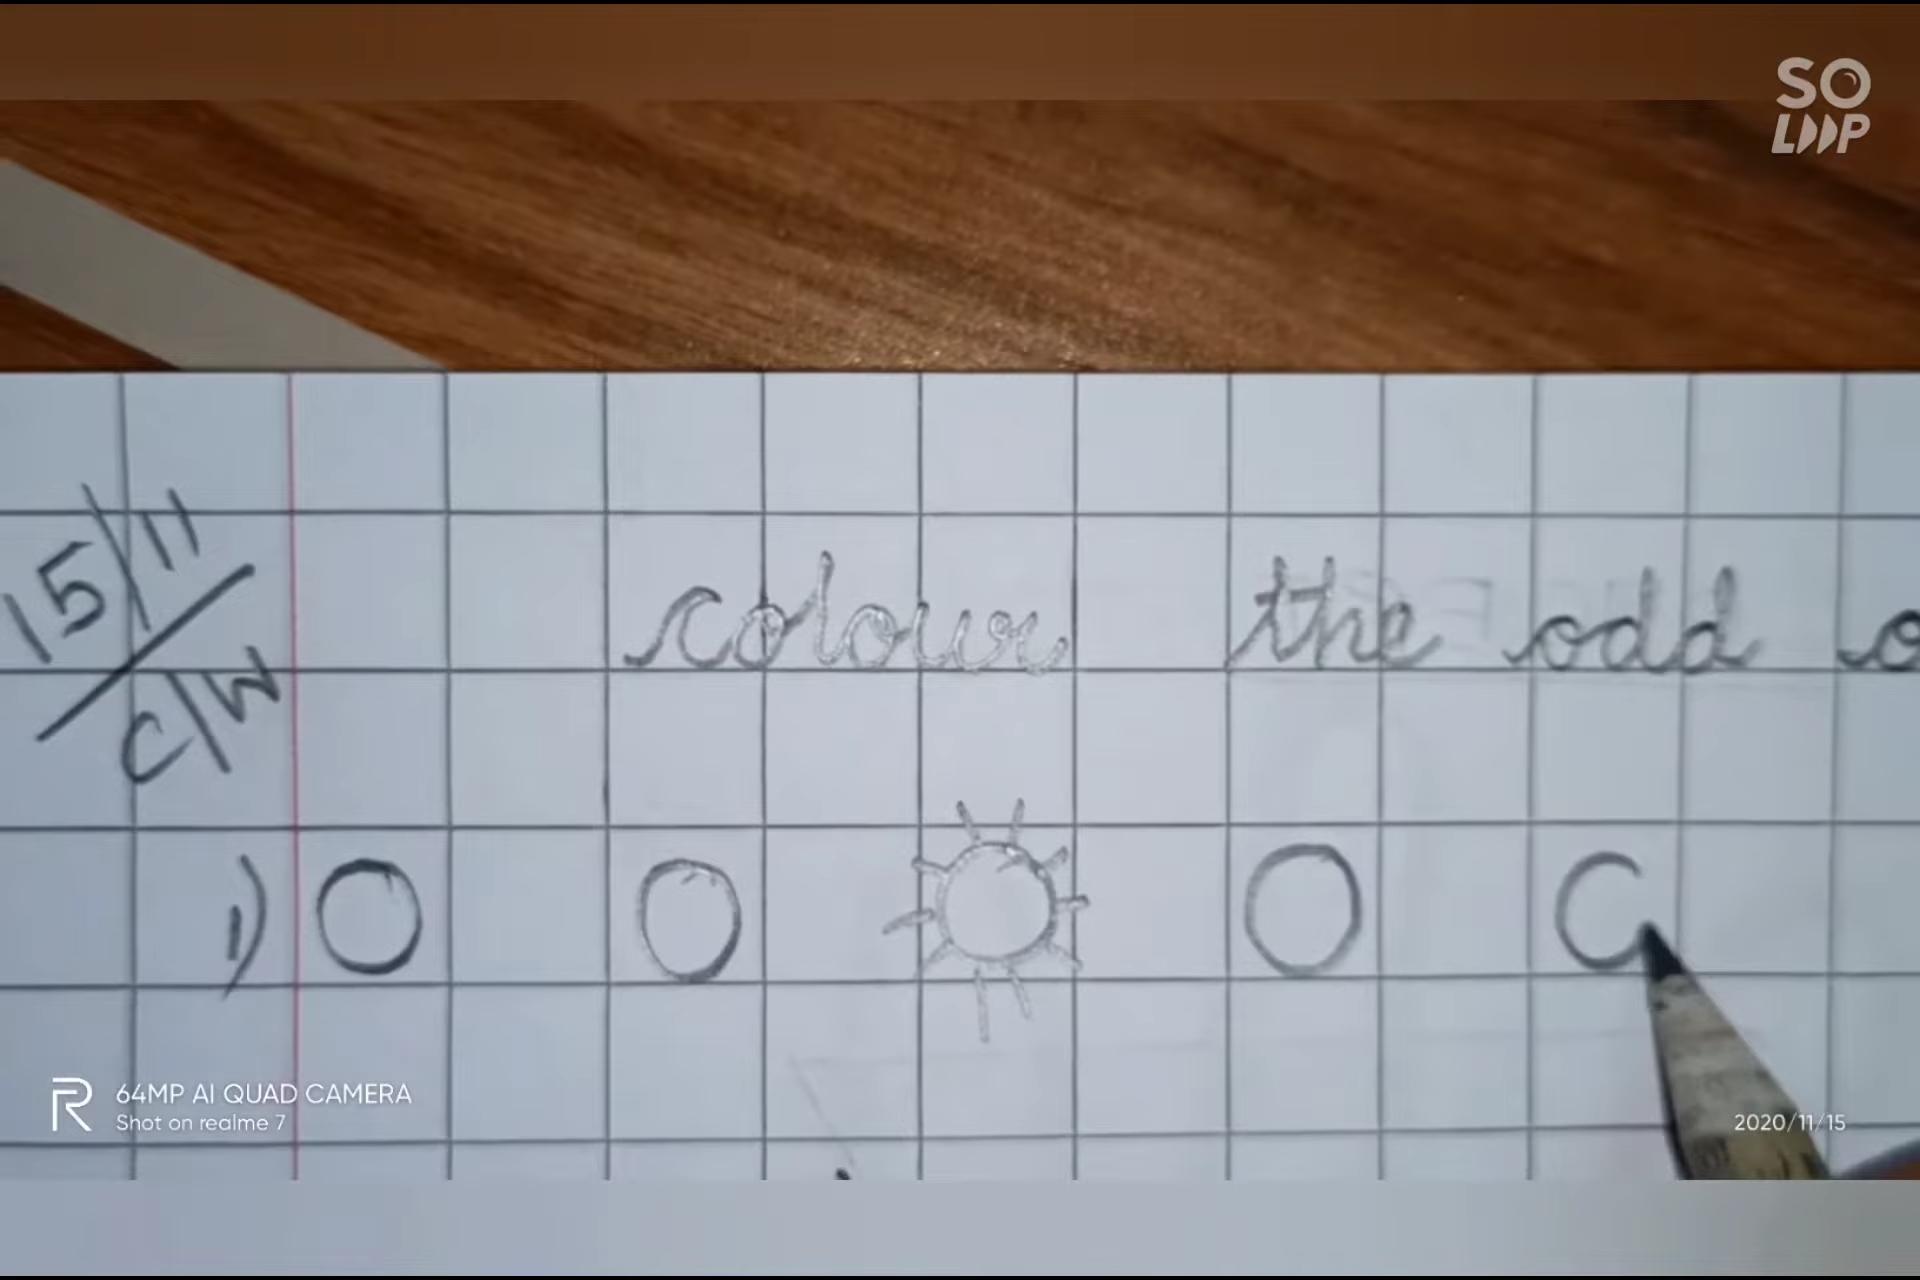 SO
LOOP
15/11
C/W
colour the odd o
1)
64MP AI QUAD CAMERA
Shot on realme 7
2020/11/15